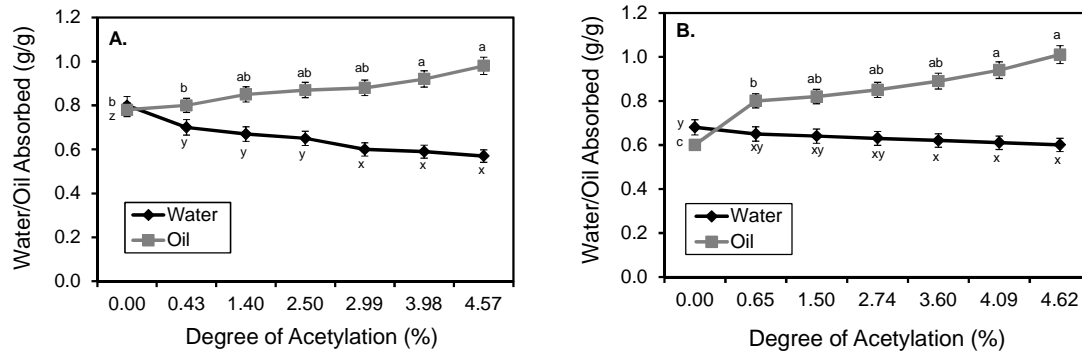 A.
Water/Oil Absorbed (g/g)
1.2
1.0
0.8
0.6
0.4
0.2
0.0
b
z
b
y
ab
y
ab
y
ab
x
a
x
a
x
Water
Oil
0.00 0.43 1.40 2.50 2.99 3.98 4.57
Degree of Acetylation (%)
B.
Water/Oil Absorbed (g/g)
1.2
1.0
0.8
0.6
0.4
0.2
0.0
y
c
b
xy
ab
xy
ab
xy
ab
x
a
x
a
x
Water
Oil
0.00 0.65 1.50 2.74 3.60 4.09 4.62
Degree of Acetylation (%)